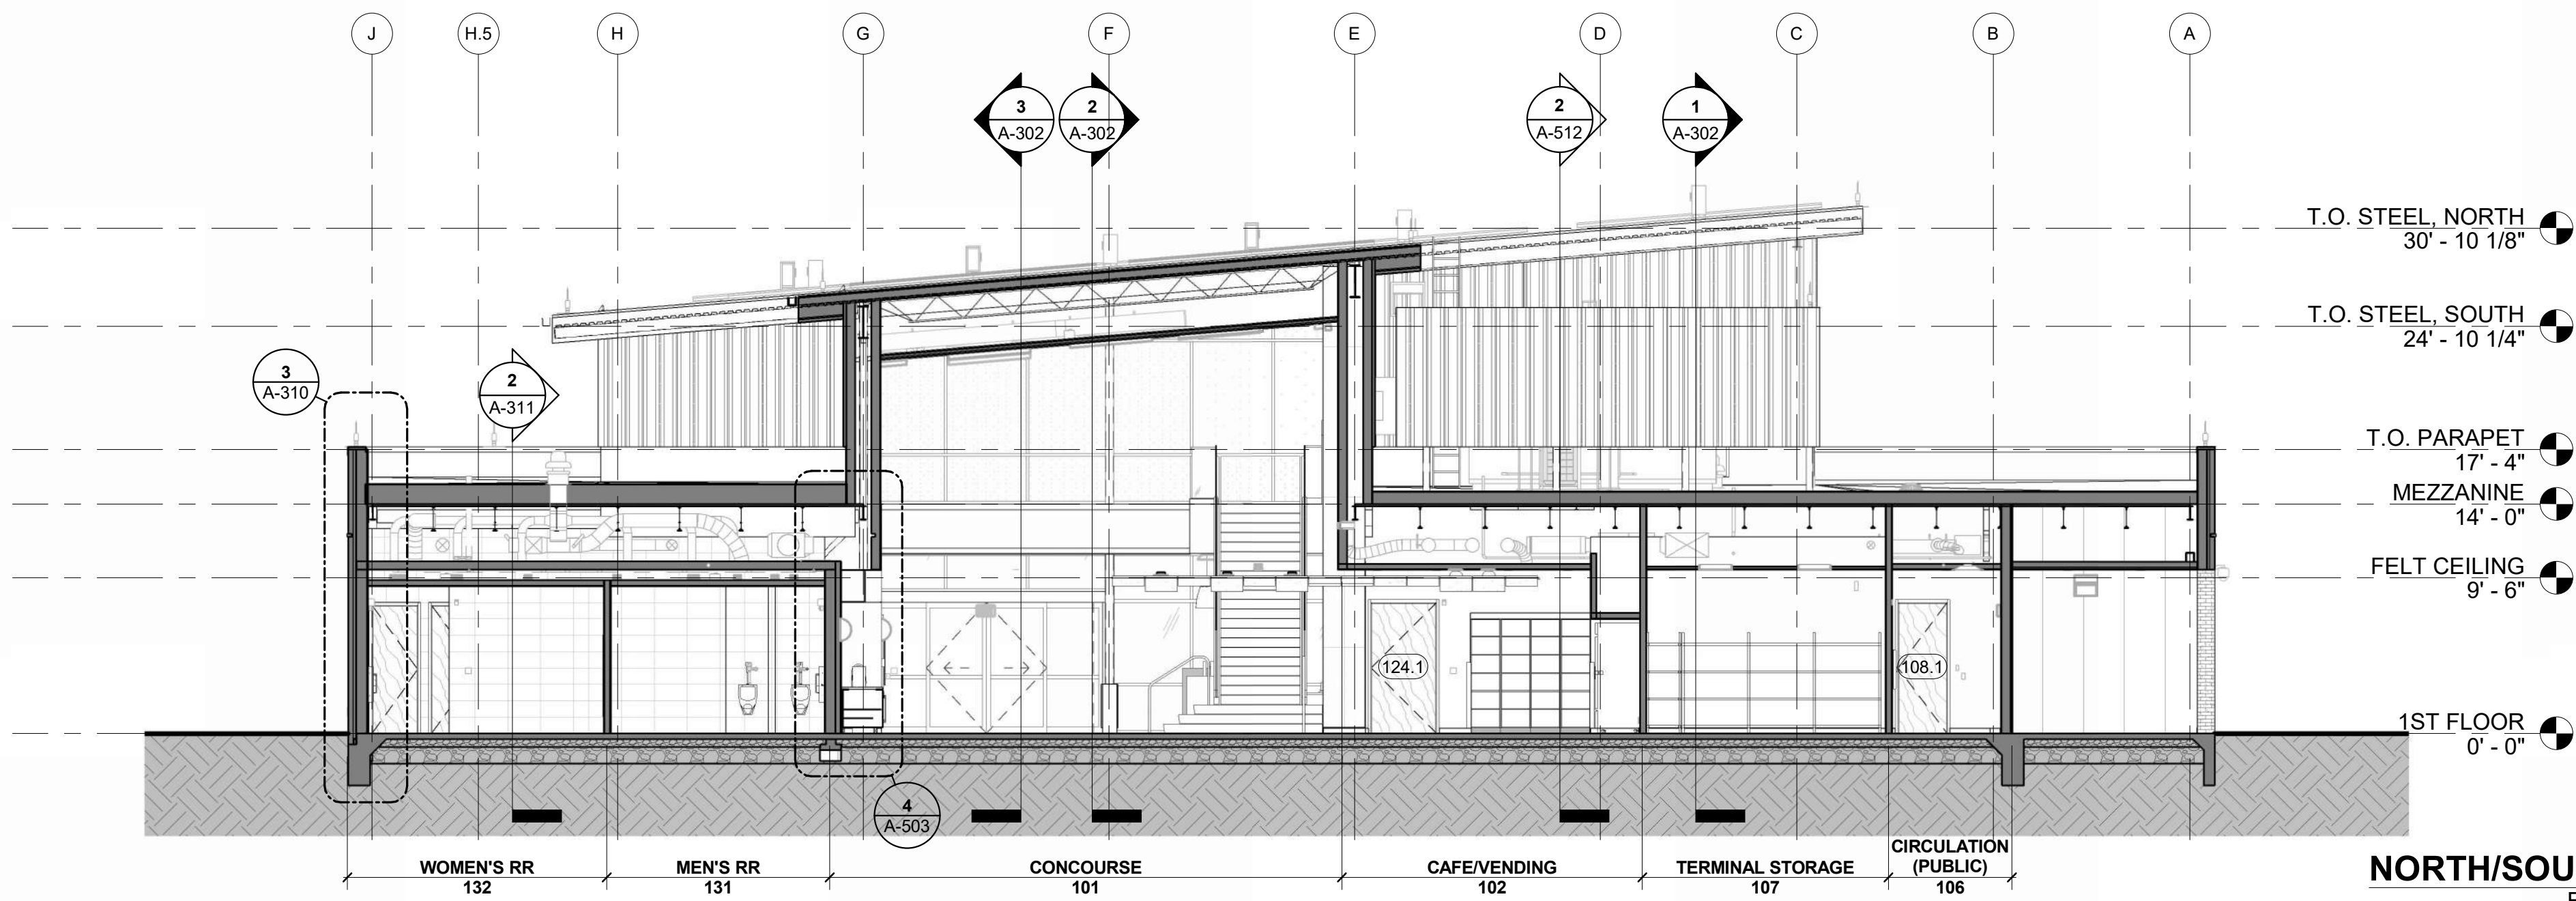 J
H.5
H
G
F
E
D
C
B
A
3
A-302
2
A-302
2
A-512
1
A-302
T.O. STEEL, NORTH
30' - 10 1/8"
T.O. STEEL, SOUTH
24' - 10 1/4"
3
A-310
2
A-311
T.O. PARAPET
17' - 4"
MEZZANINE
14' - 0"
FELT CEILING
9' - 6"
124.1
108.1
1ST FLOOR
0' - 0"
4
A-503
WOMEN'S RR
132
MEN'S RR
131
CONCOURSE
101
CAFE/VENDING
102
TERMINAL STORAGE
107
CIRCULATION
(PUBLIC)
106
NORTH/SOU